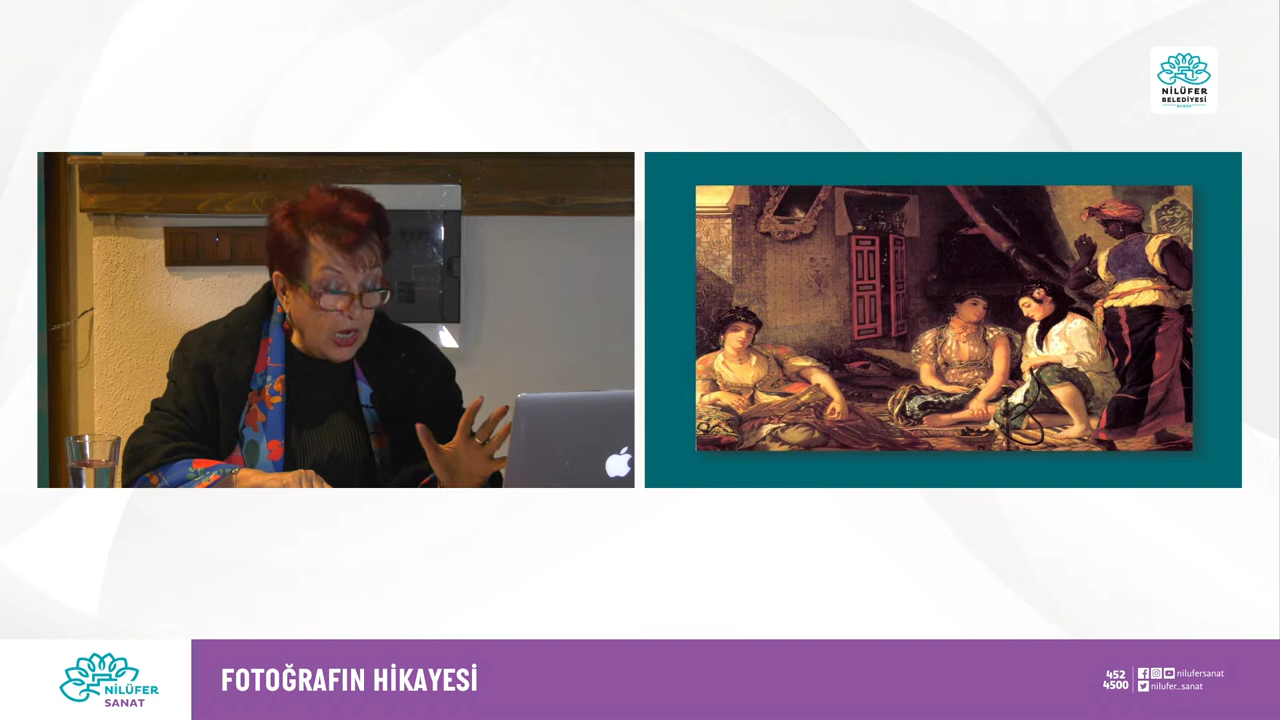 NİLÜFER
BELEDİYESİ
BURSA
NİLÜFER
SANAT
FOTOĞRAFIN HİKAYESİ
452
4500
nilufersanat
nilufer_sanat